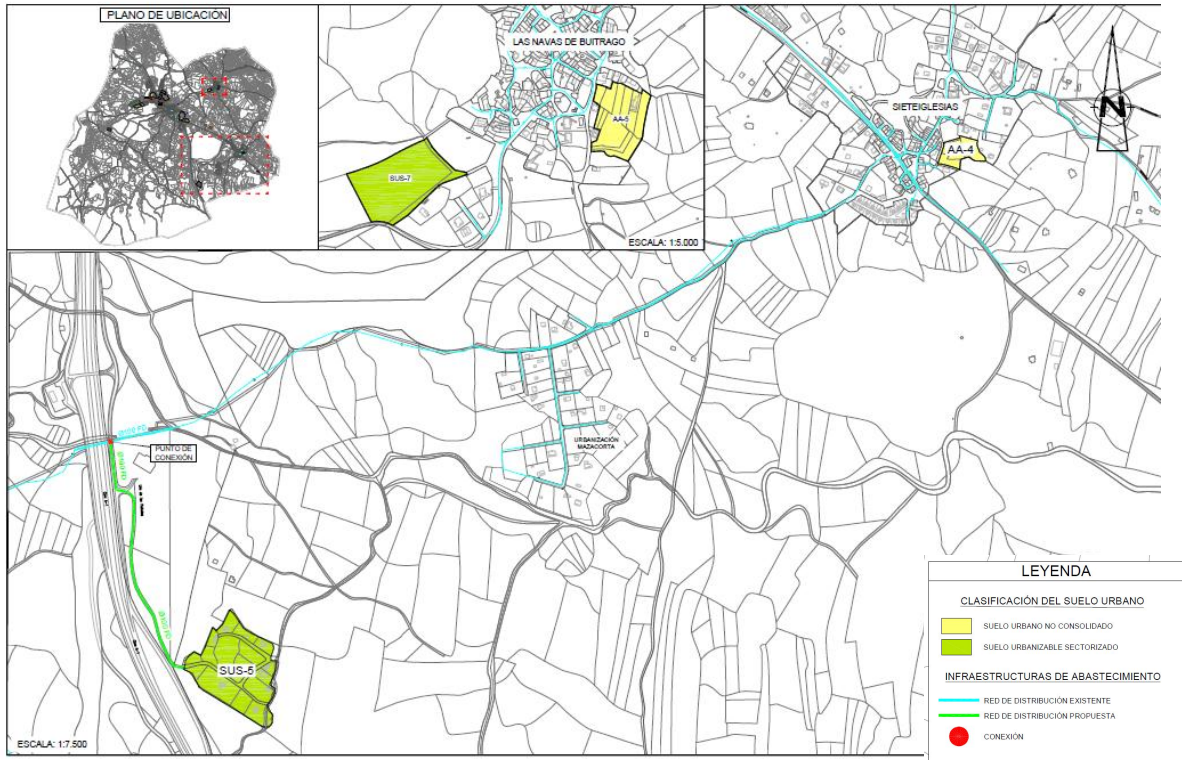 PLANO DE UBICACIÓN
LAS NAVAS DE BUITRAGO
AA-5
SUS-7
ESCALA: 1:5.000
SIETEIGLESIAS
AA-4
N
PUNTO DE
CONEXIÓN
URBANIZACIÓN
MAZACORTA
SUS-5
ESCALA: 1:7.500
LEYENDA
CLASIFICACIÓN DEL SUELO URBANO
SUELO URBANO NO CONSOLIDADO
SUELO URBANIZABLE SECTORIZADO
INFRAESTRUCTURAS DE ABASTECIMIENTO
RED DE DISTRIBUCIÓN EXISTENTE
RED DE DISTRIBUCIÓN PROPUESTA
CONEXIÓN